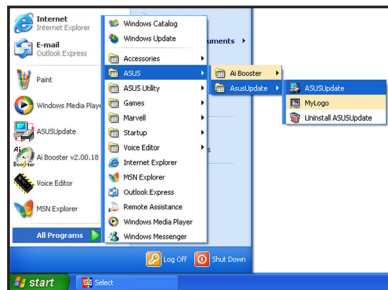 Internet
Internet Explorer
E-mail
Outlook Express
Paint
Windows Media Playe
ASUSUpdate
Ai Booster v2.00.18
Voice Editor
MSN Explorer
All Programs
Windows Catalog
Windows Update
Accessories
ASUS
ASUS Utility
Games
Marvell
Startup
Voice Editor
Internet Explorer
MSN Explorer
Outlook Express
Remote Assistance
Windows Media Player
Windows Messenger
uments
s
Ai Booster
AsusUpdate
ASUSUpdate
MyLogo
Uninstall ASUSUpdate
Log Off
Shut Down
start
Select